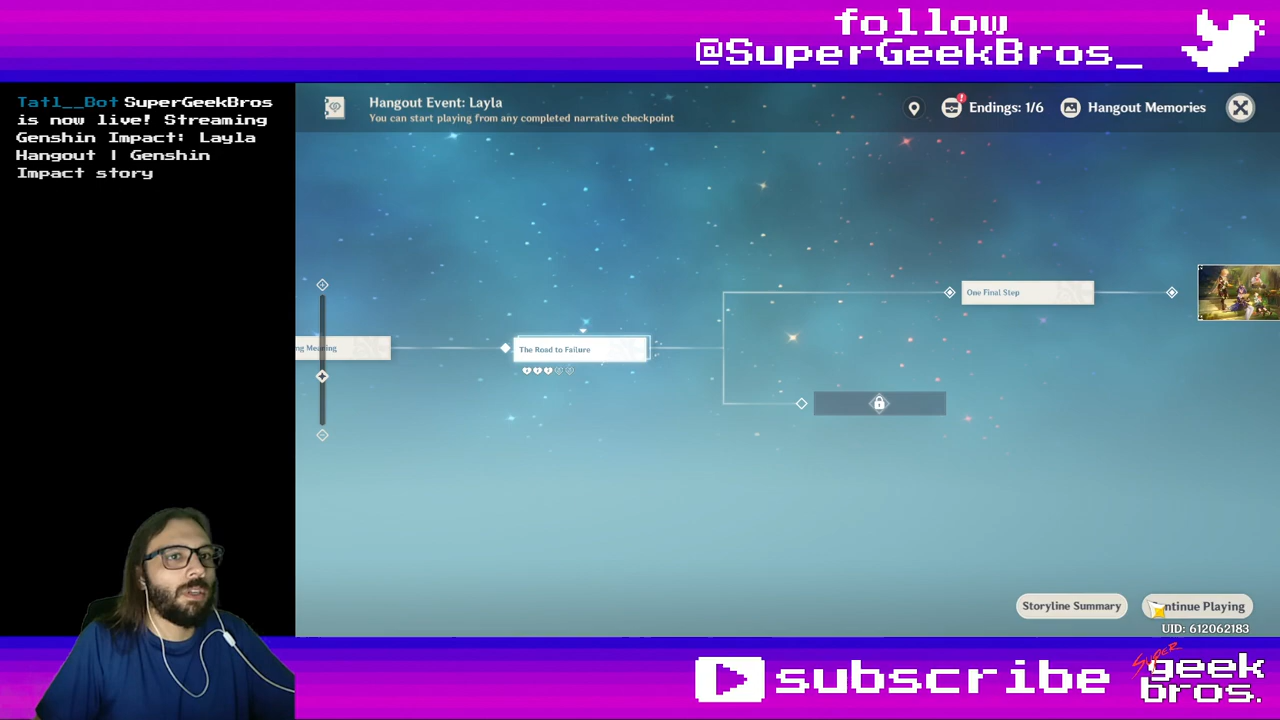 follow
@SuperGeekBros_
Tatl__Bot SuperGeekBros
is now live! Streaming
Genshin Impact: Layla
Hangout | Genshin
Impact story
Hangout Event: Layla
You can start playing from any completed narrative checkpoint
Endings: 1/6
Hangout Memories
One Final Step
The Road to Failure
Storyline Summary
Continue Playing
UID: 612062183
subscribe
SUPER
geek
bros.